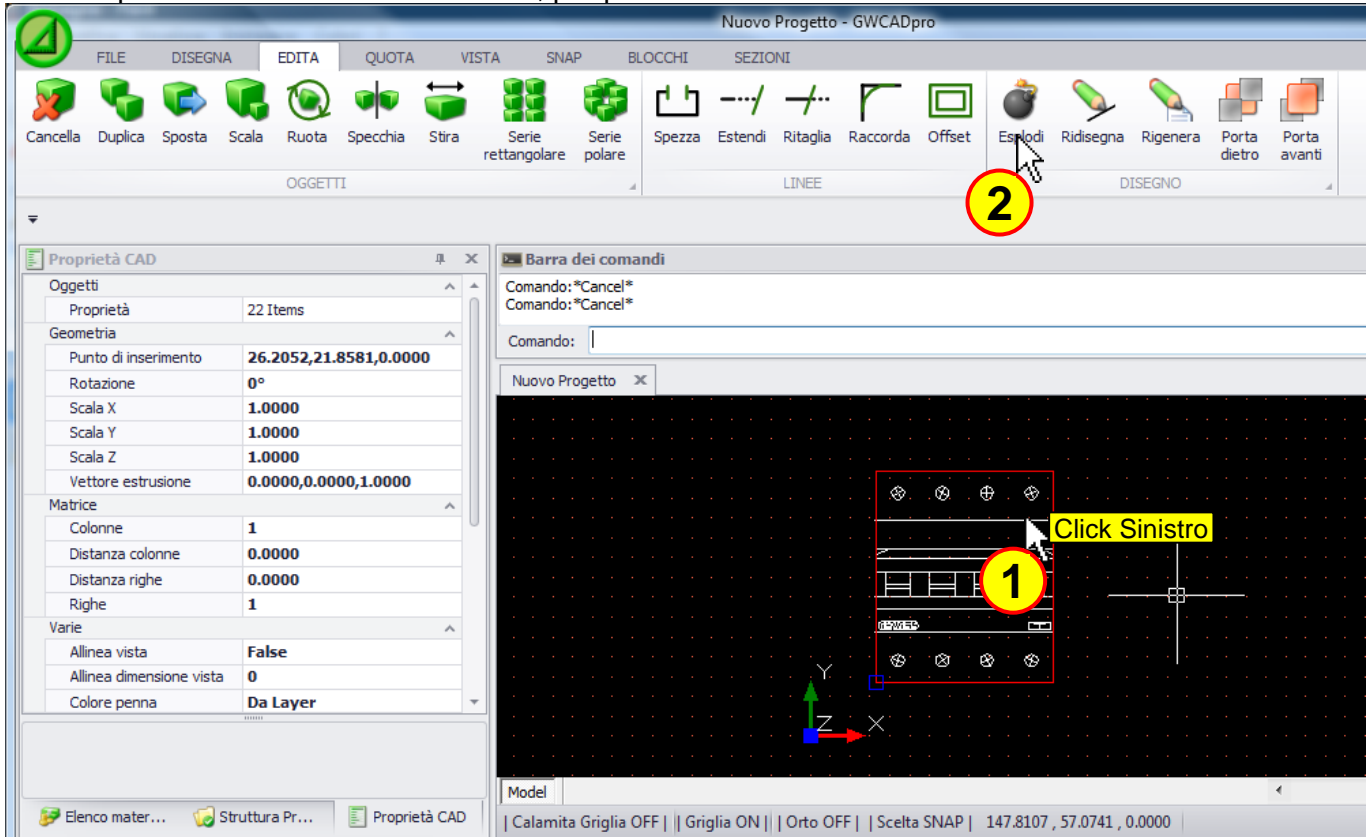 Nuovo Progetto - GWCADpro
FILE DISEGNA EDITA QUOTA VISTA SNAP BLOCCHI SEZIONI
Cancella Duplica Sposta Scala Ruota Specchia Stira Serie rettangolare Serie polare Spezza Estendi Ritaglia Raccorda Offset Esplodi Ridisegna Rigenera Porta dietro Porta avanti
OGGETTI LINEE DISEGNO
2
Proprietà CAD
Oggetti
Proprietà 22 Items
Geometria
Punto di inserimento 26.2052,21.8581,0.0000
Rotazione 0°
Scala X 1.0000
Scala Y 1.0000
Scala Z 1.0000
Vettore estrusione 0.0000,0.0000,1.0000
Matrice
Colonne 1
Distanza colonne 0.0000
Distanza righe 0.0000
Righe 1
Varie
Allinea vista False
Allinea dimensione vista 0
Colore penna Da Layer
Elenco mater... Struttura Pr... Proprietà CAD
Barra dei comandi
Comando:*Cancel*
Comando:*Cancel*
Comando:
Nuovo Progetto
Click Sinistro
1
Y
Z X
Model
| Calamita Griglia OFF | | Griglia ON | | Orto OFF | | Scelta SNAP | 147.8107 , 57.0741 , 0.0000